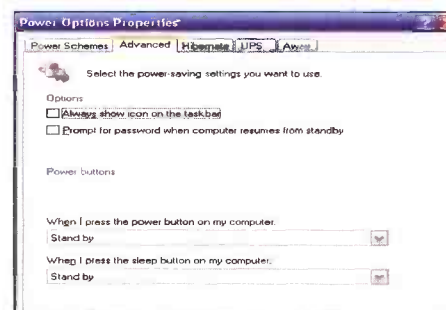 Power Options Properties
Power Schemes Advanced Hibernate UPS Away
Select the power-saving settings you want to use.
Options
Always show icon on the taskbar
Prompt for password when computer resumes from standby
Power buttons
When I press the power button on my computer:
Stand by
When I press the sleep button on my computer:
Stand by